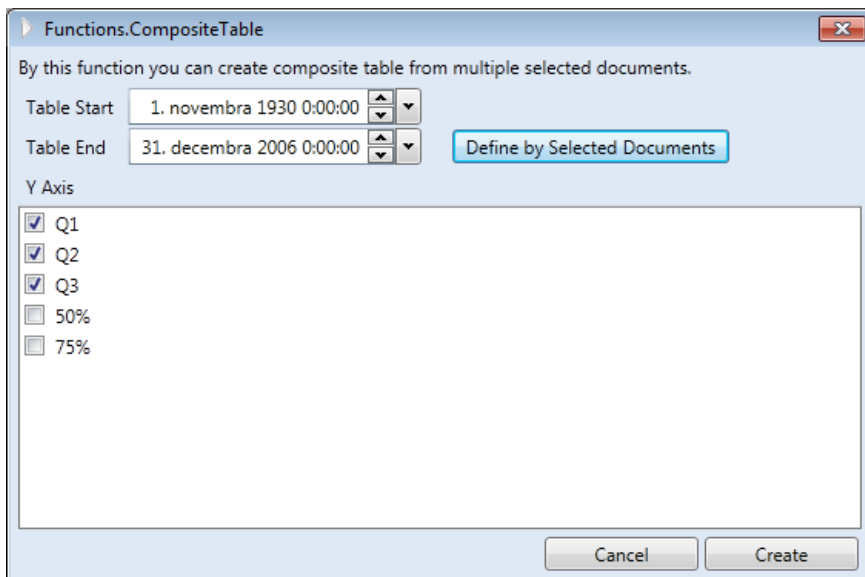 Functions.CompositeTable
By this function you can create composite table from multiple selected documents.
Table Start 1. novembra 1930 0:00:00
Table End 31. decembra 2006 0:00:00 Define by Selected Documents
Y Axis
Q1
Q2
Q3
50%
75%
Cancel Create